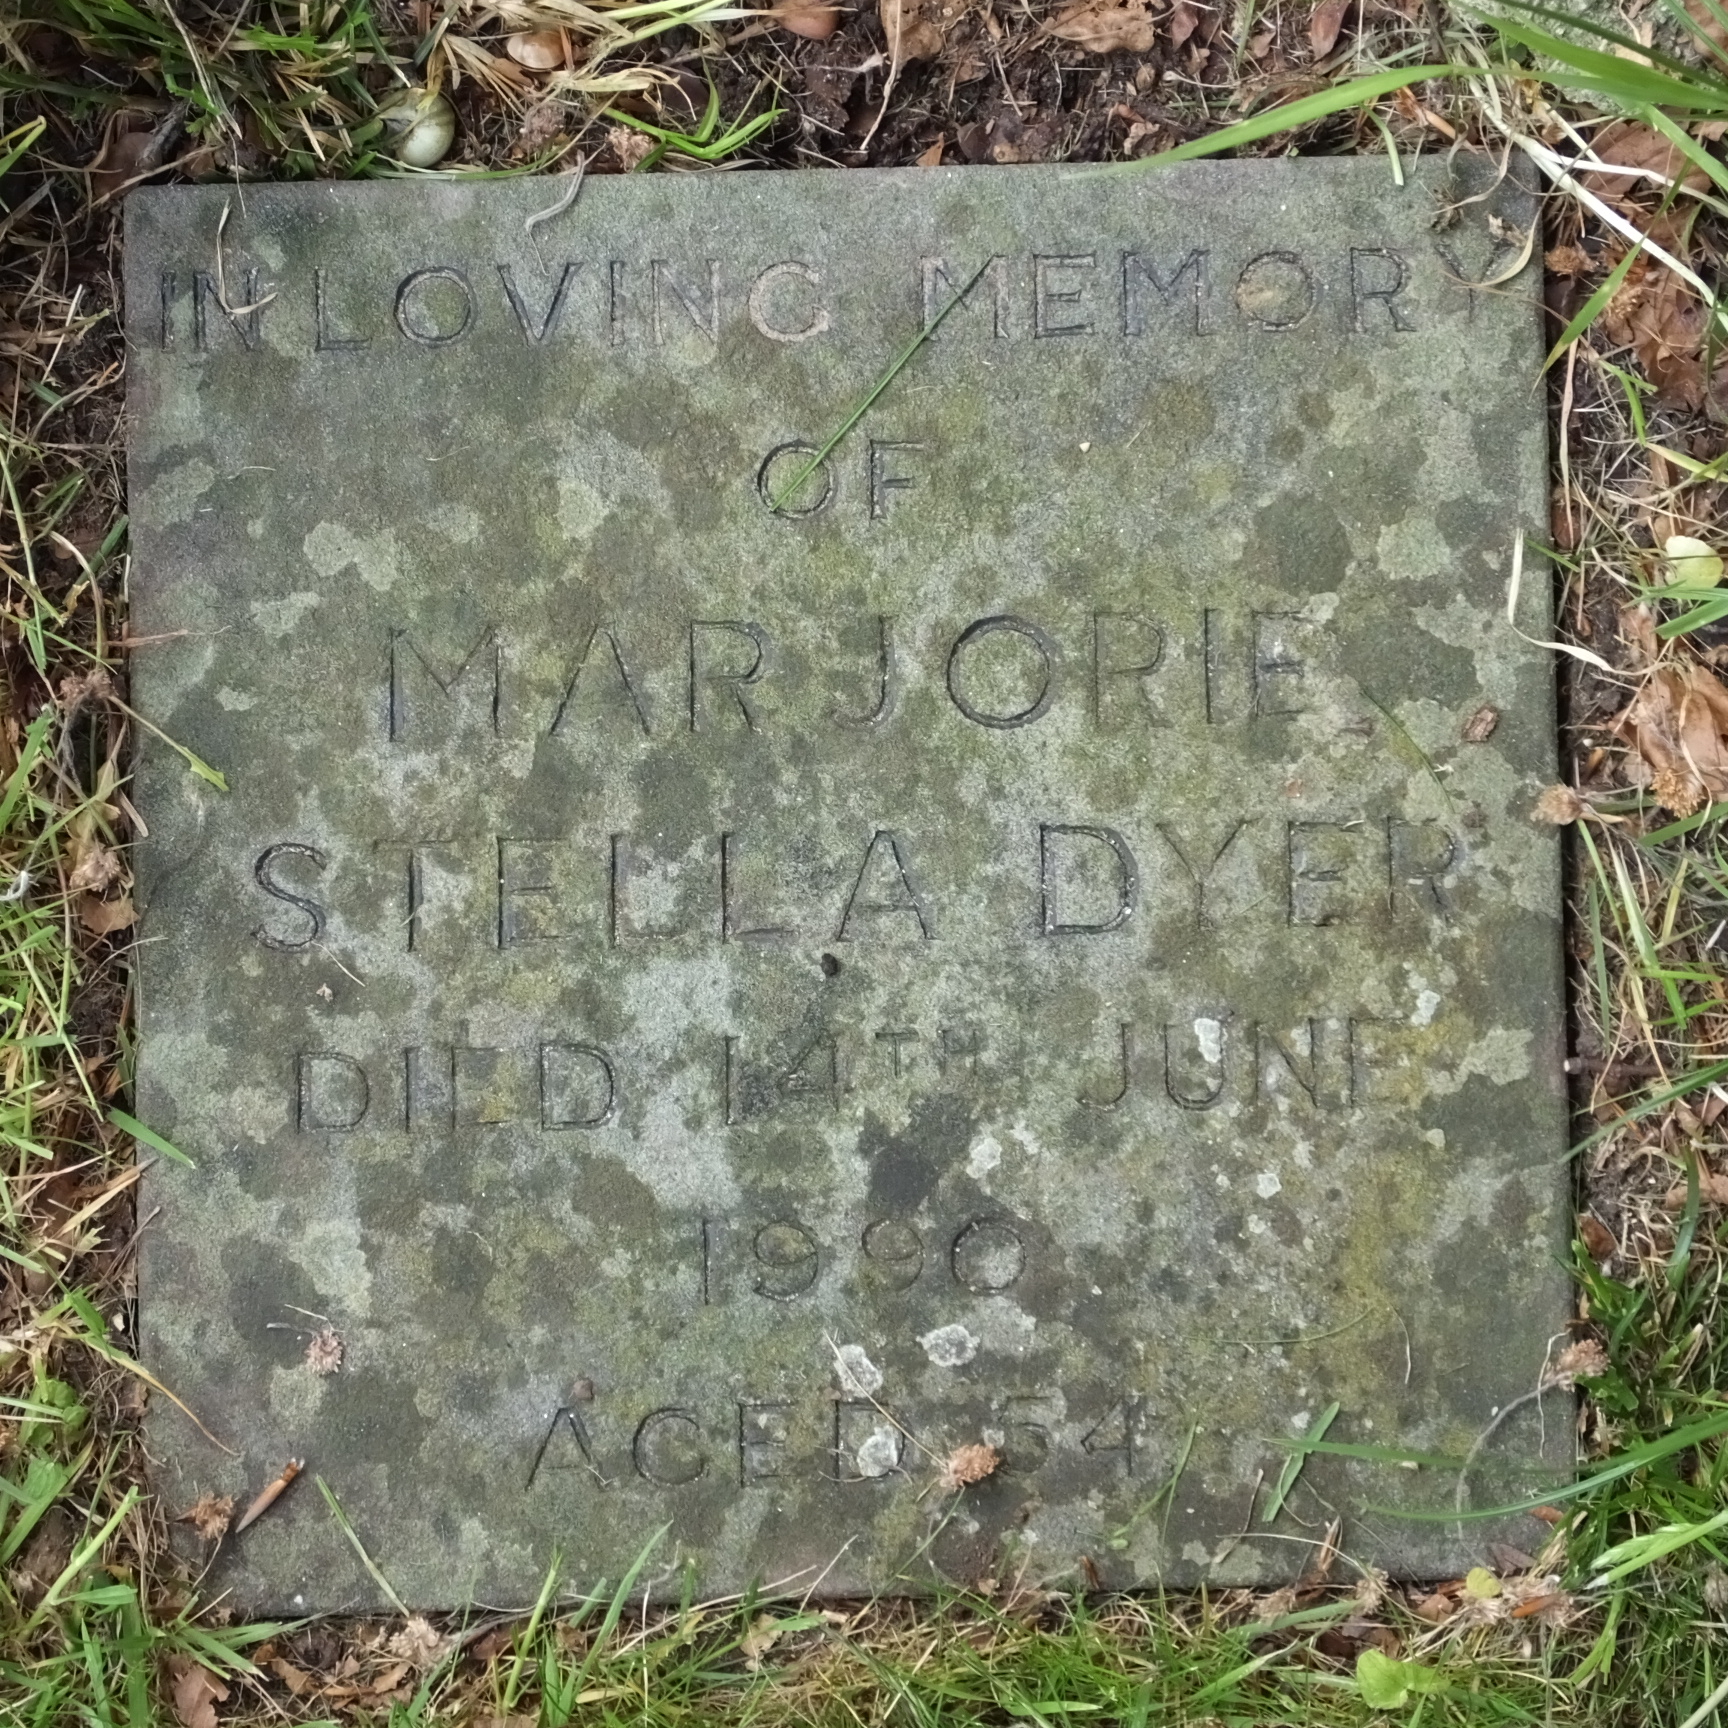 IN LOVING MEMORY
OF
MARJORIE
STELLA DYER
DIED 14TH JUNE
1990
AGED 54